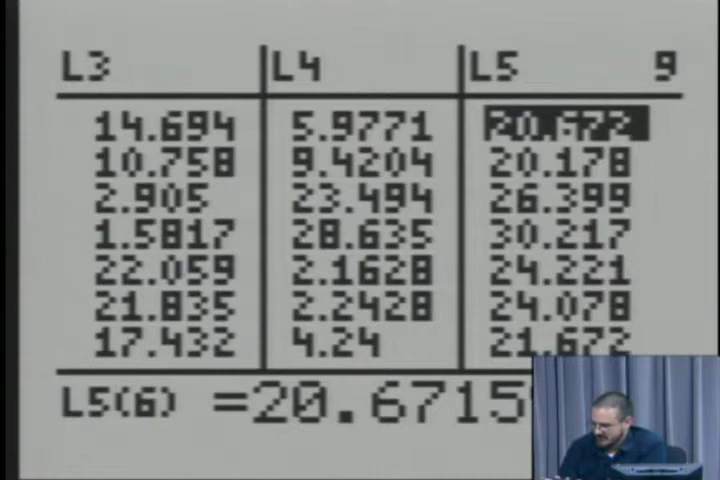 L3 L4 L5 9
14.694 5.9771 20.672
10.758 9.4204 20.178
2.905 23.494 26.399
1.5817 28.635 30.217
22.059 2.1628 24.221
21.835 2.2428 24.078
17.432 4.24 21.672
L5(6) =20.6715